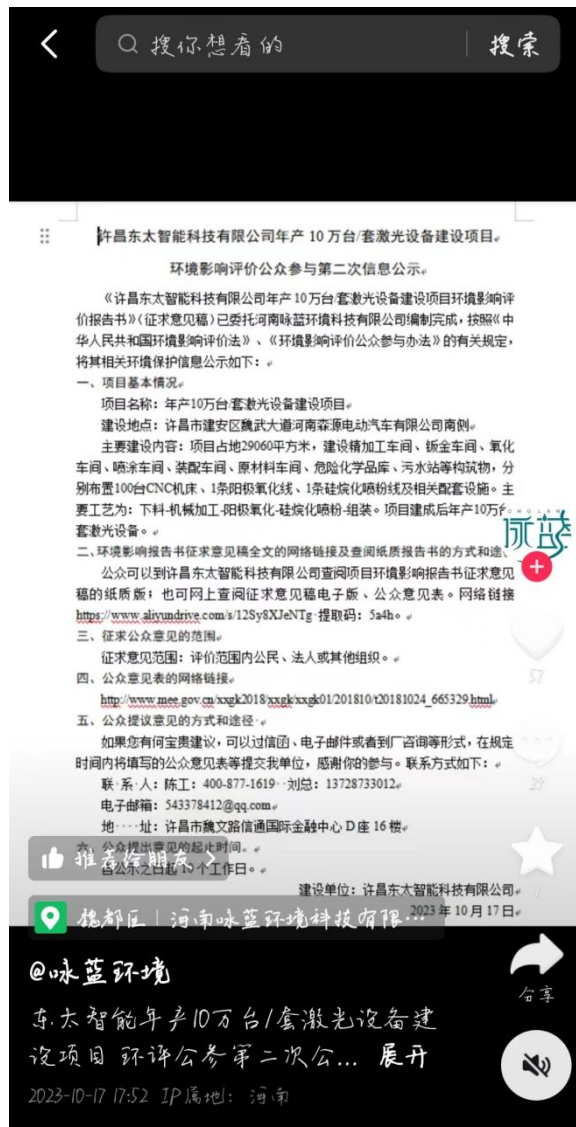 搜你想看的 搜索
许昌东太智能科技有限公司年产 10 万台/套激光设备建设项目
环境影响评价公众参与第二次信息公示
《许昌东太智能科技有限公司年产10万台/套激光设备建设项目环境影响评
价报告书》(征求意见稿)已委托河南咏蓝环境科技有限公司编制完成,按照《中
华人民共和国环境影响评价法》、《环境影响评价公众参与办法》的有关规定,
将其相关环境保护信息公示如下:
一、项目基本情况
项目名称:年产10万台/套激光设备建设项目
建设地点:许昌市建安区魏武大道河南森源电动汽车有限公司南侧
主要建设内容:项目占地29060平方米,建设精加工车间、钣金车间、氧化
车间、喷涂车间、装配车间、原材料车间、危险化学品库、污水站等构筑物,分
别布置100台CNC机床、1条阳极氧化线、1条硅烷化喷粉线及相关配套设施。主
要工艺为:下料-机械加工-阳极氧化-硅烷化喷粉-组装。项目建成后年产10万台/
套激光设备。
咏蓝
二、环境影响报告书征求意见稿全文的网络链接及查阅纸质报告书的方式和途
公众可以到许昌东太智能科技有限公司查阅项目环境影响报告书征求意见
稿的纸质版;也可网上查阅征求意见稿电子版、公众意见表。网络链接
https://www.aliyundrive.com/s/12Sy8XJeNTg 提取码:5a4h。
三、征求公众意见的范围
征求意见范围:评价范围内公民、法人或其他组织。
四、公众意见表的网络链接
http://www.mee.gov.cn/xxgk2018/xxgk/xxgk01/201810/t20181024_665329.html
57
五、公众提议意见的方式和途径
如果您有何宝贵建议,可以过信函、电子邮件或者到厂咨询等形式,在规定
时间内将填写的公众意见表等提交我单位,感谢你的参与。联系方式如下:
联·系·人:陈工:400-877-1619··刘总:13728733012
29
电子邮箱:543378412@qq.com
地····址:许昌市魏文路信通国际金融中心 D 座 16 楼
六、公众提出意见的起止时间。
推荐给朋友 >
自公示之日起 10 个工作日。
1
建设单位:许昌东太智能科技有限公司
2023 年 10 月 17 日
魏都区 | 河南咏蓝环境科技有限…
@咏蓝环境
分享
东太智能年产10万台/套激光设备建
设项目 环评公参第二次公... 展开
2023-10-17 17:52 IP属地:河南